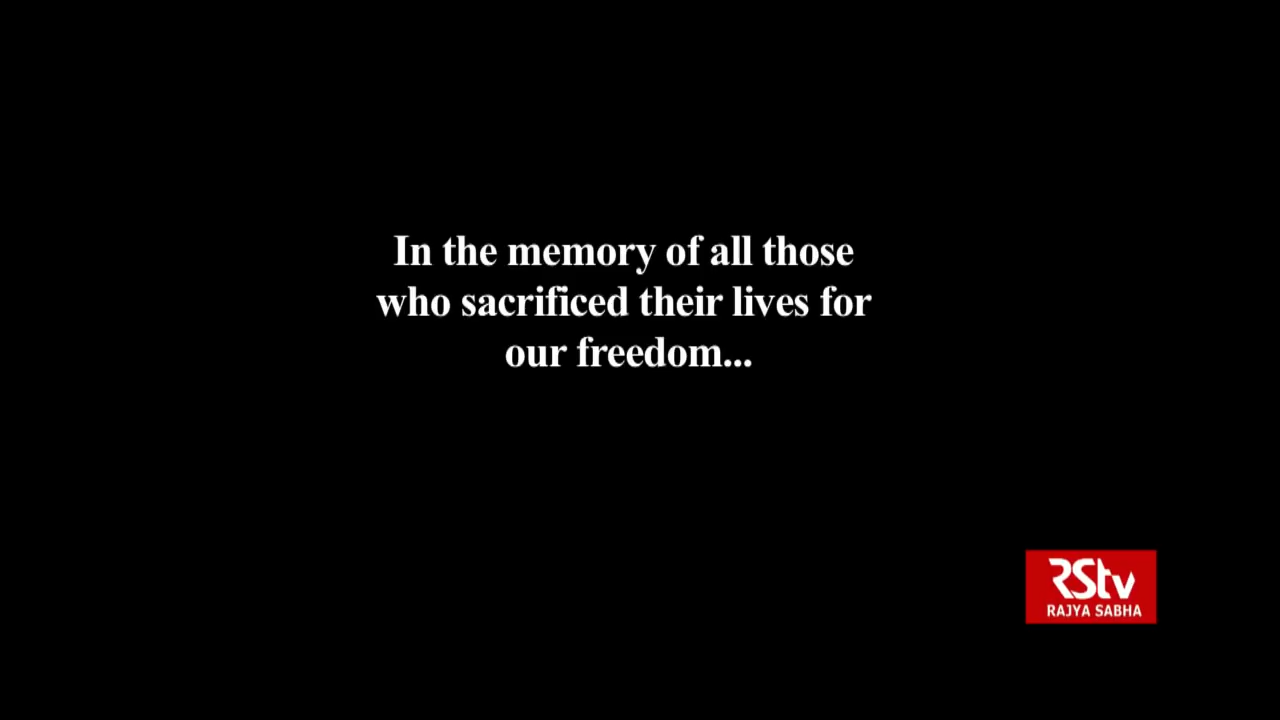 In the memory of all those
who sacrificed their lives for
our freedom...
RStv
RAJYA SABHA